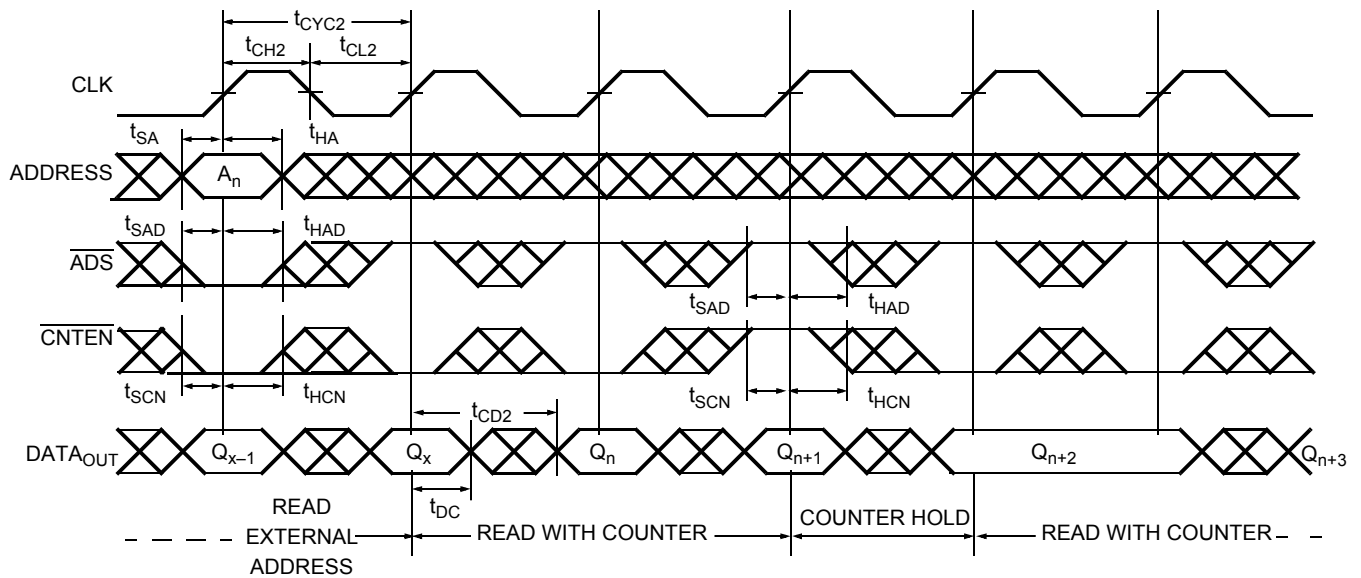 tCYC2
tCH2 tCL2
CLK
tSA tHA
ADDRESS An
tSAD tHAD
ADS
tSAD tHAD
CNTEN
tSCN tHCN tSCN tHCN
tCD2
DATAOUT Qx–1 Qx Qn Qn+1 Qn+2 Qn+3
tDC
READ
EXTERNAL
ADDRESS
READ WITH COUNTER
COUNTER HOLD
READ WITH COUNTER